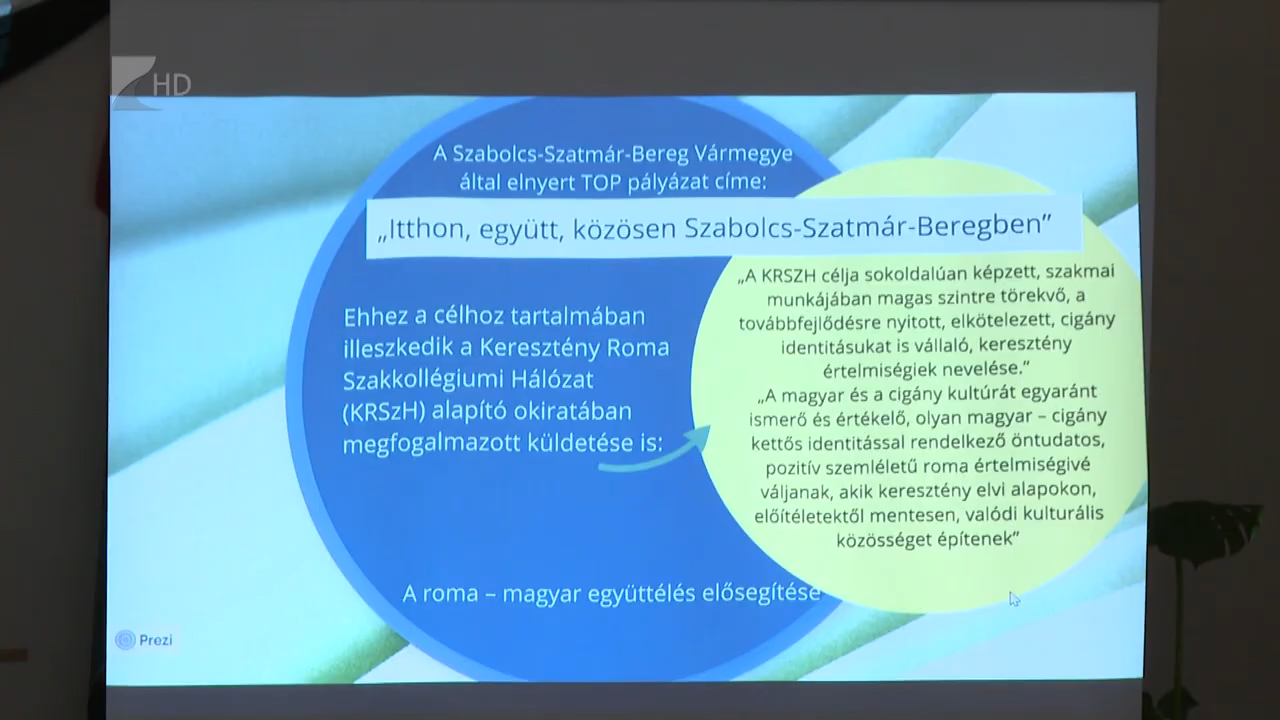 HD
A Szabolcs-Szatmár-Bereg Vármegye
által elnyert TOP pályázat címe:
„Itthon, együtt, közösen Szabolcs-Szatmár-Beregben”
Ehhez a célhoz tartalmában
illeszkedik a Keresztény Roma
Szakkollégiumi Hálózat
(KRSzH) alapító okiratában
megfogalmazott küldetése is:
„A KRSZH célja sokoldalúan képzett, szakmai
munkájában magas szintre törekvő, a
továbbfejlődésre nyitott, elkötelezett, cigány
identitásukat is vállaló, keresztény
értelmiségiek nevelése.”
„A magyar és a cigány kultúrát egyaránt
ismerő és értékelő, olyan magyar – cigány
kettős identitással rendelkező öntudatos,
pozitív szemléletű roma értelmiségivé
váljanak, akik keresztény elvi alapokon,
előítéletektől mentesen, valódi kulturális
közösséget építenek”
A roma – magyar együttélés elősegítése
Prezi